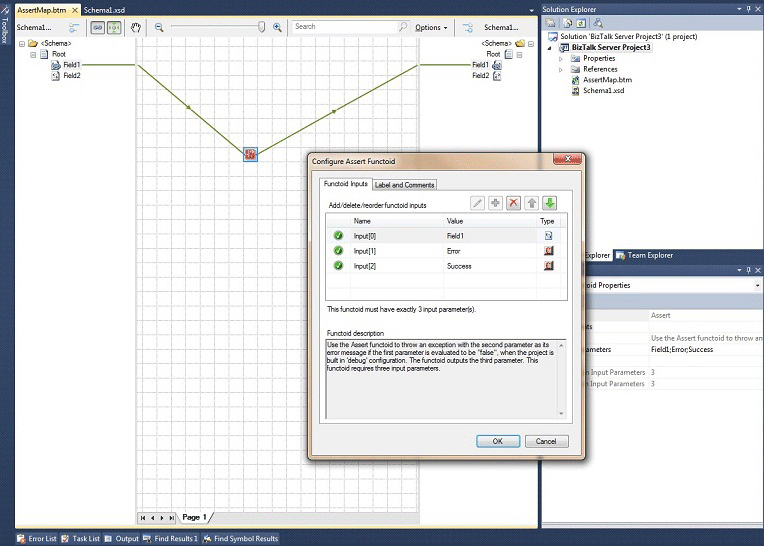 Toolbox
AssertMap.btm
Schema1.xsd
Schema1...
Search
Options
Schema1...
<Schema>
Root
Field1
Field2
<Schema>
Root
Field1
Field2
Page 1
Configure Assert Functoid
Functoid Inputs
Label and Comments
Add/delete/reorder functoid inputs
Name Value Type
Input[0] Field1
Input[1] Error
Input[2] Success
This functoid must have exactly 3 input parameter(s).
Functoid description
Use the Assert functoid to throw an exception with the second parameter as its
error message if the first parameter is evaluated to be "false", when the project is
built in 'debug' configuration. The functoid outputs the third parameter. This
functoid requires three input parameters.
OK
Cancel
Solution Explorer
Solution 'BizTalk Server Project3' (1 project)
BizTalk Server Project3
Properties
References
AssertMap.btm
Schema1.xsd
Explorer
Team Explorer
oid Properties
Assert
ts
Use the Assert functoid to throw an
ameters Field1;Error;Success
n Input Parameters 3
n Input Parameters 3
Error List
Task List
Output
Find Results 1
Find Symbol Results